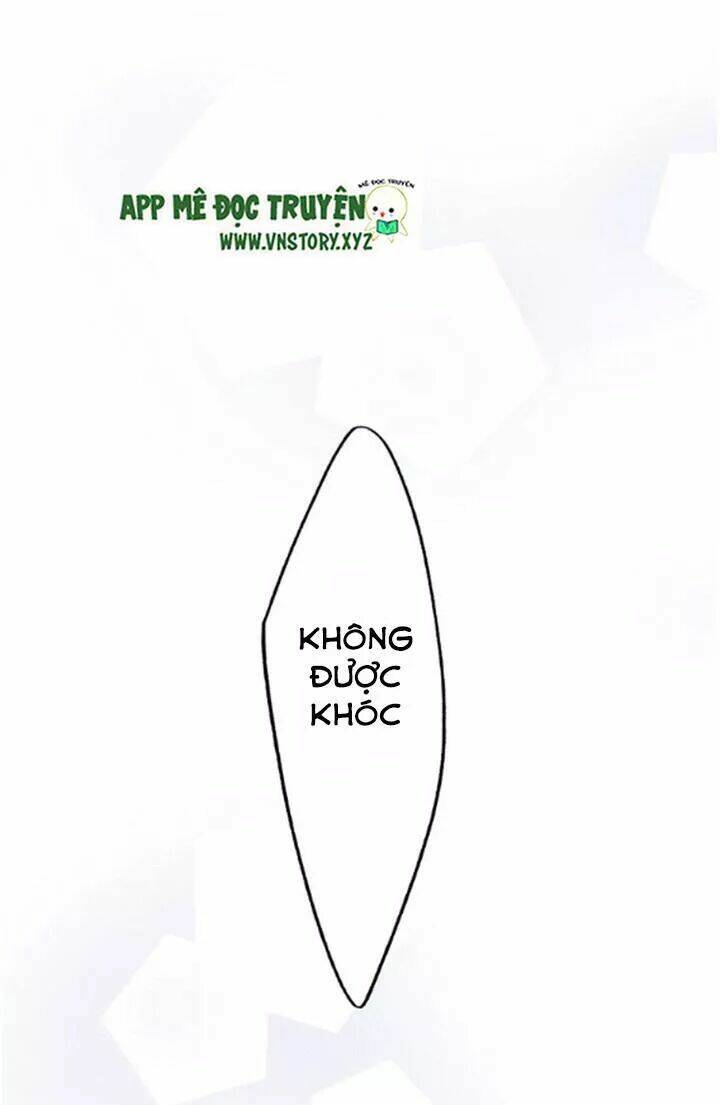 MÊ ĐỌC TRUYỆN
APP MÊ ĐỌC TRUYỆN
WWW.VNSTORY.XYZ
KHÔNG
ĐƯỢC
KHÓC